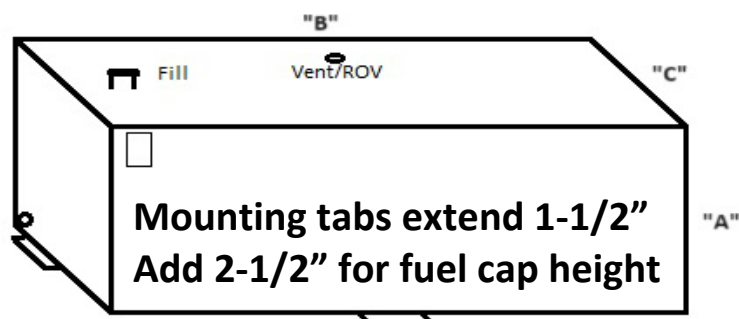 "B"
Fill Vent/ROV "C"
Mounting tabs extend 1-1/2”
"A"
Add 2-1/2” for fuel cap height